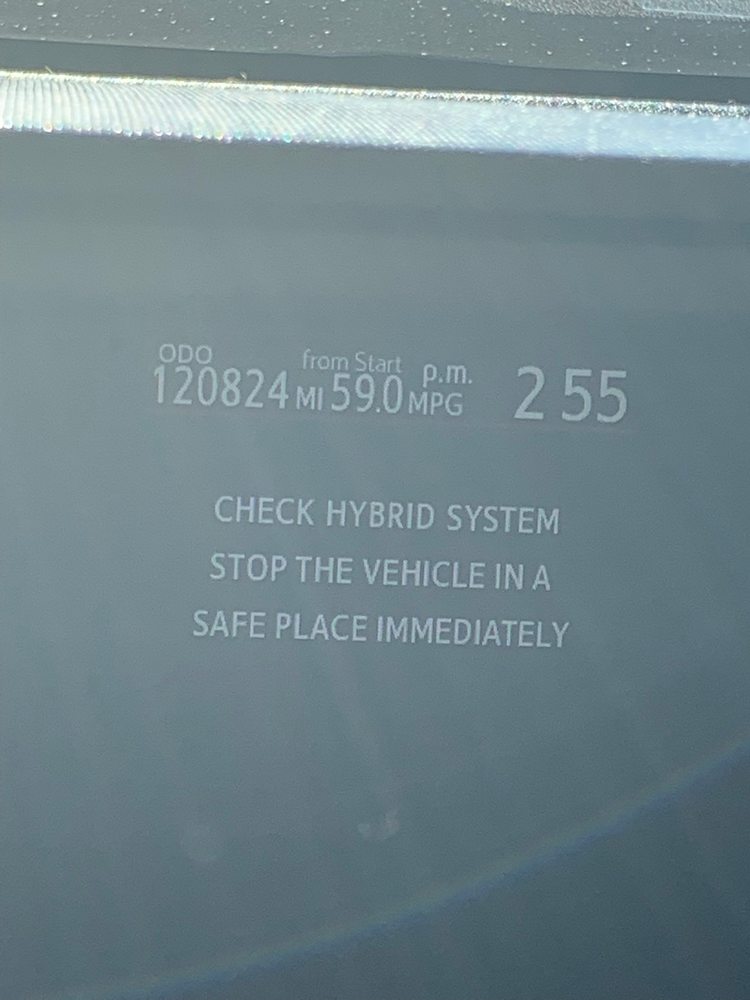 ODO from Start p.m.
120824 MI 59.0 MPG 2 55
CHECK HYBRID SYSTEM
STOP THE VEHICLE IN A
SAFE PLACE IMMEDIATELY